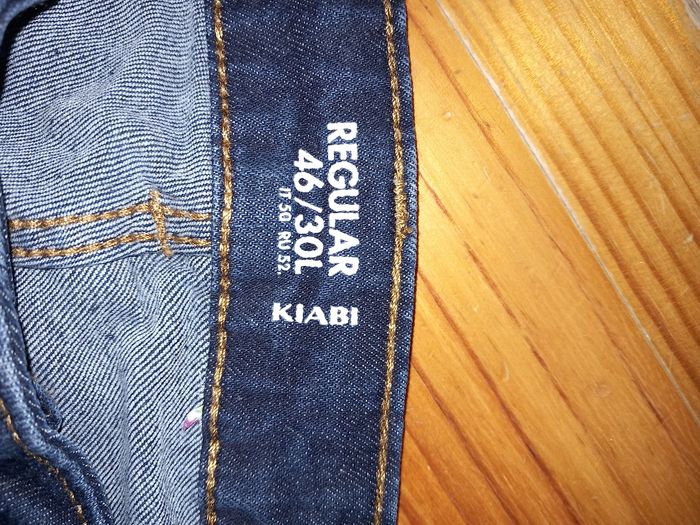 REGULAR
46/30L
IT 50 RU 52.
KIABI